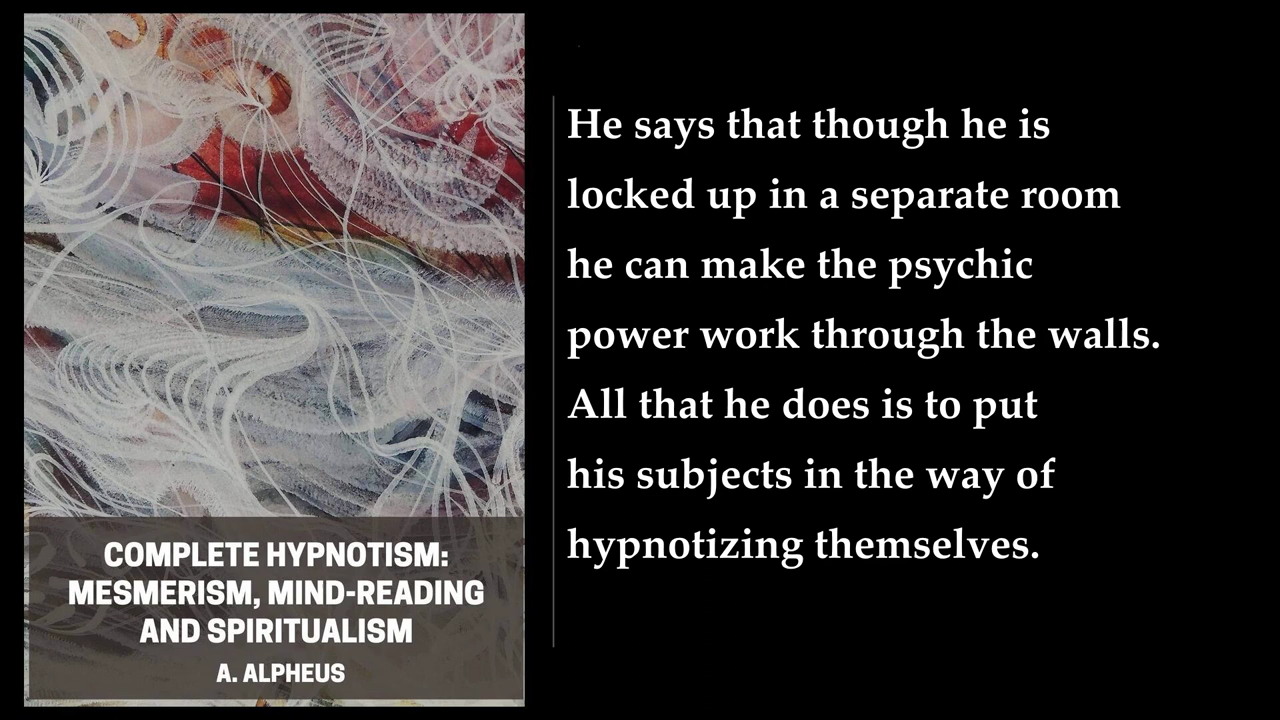 He says that though he is
locked up in a separate room
he can make the psychic
power work through the walls.
All that he does is to put
his subjects in the way of
hypnotizing themselves.
COMPLETE HYPNOTISM:
MESMERISM, MIND-READING
AND SPIRITUALISM
A. ALPHEUS